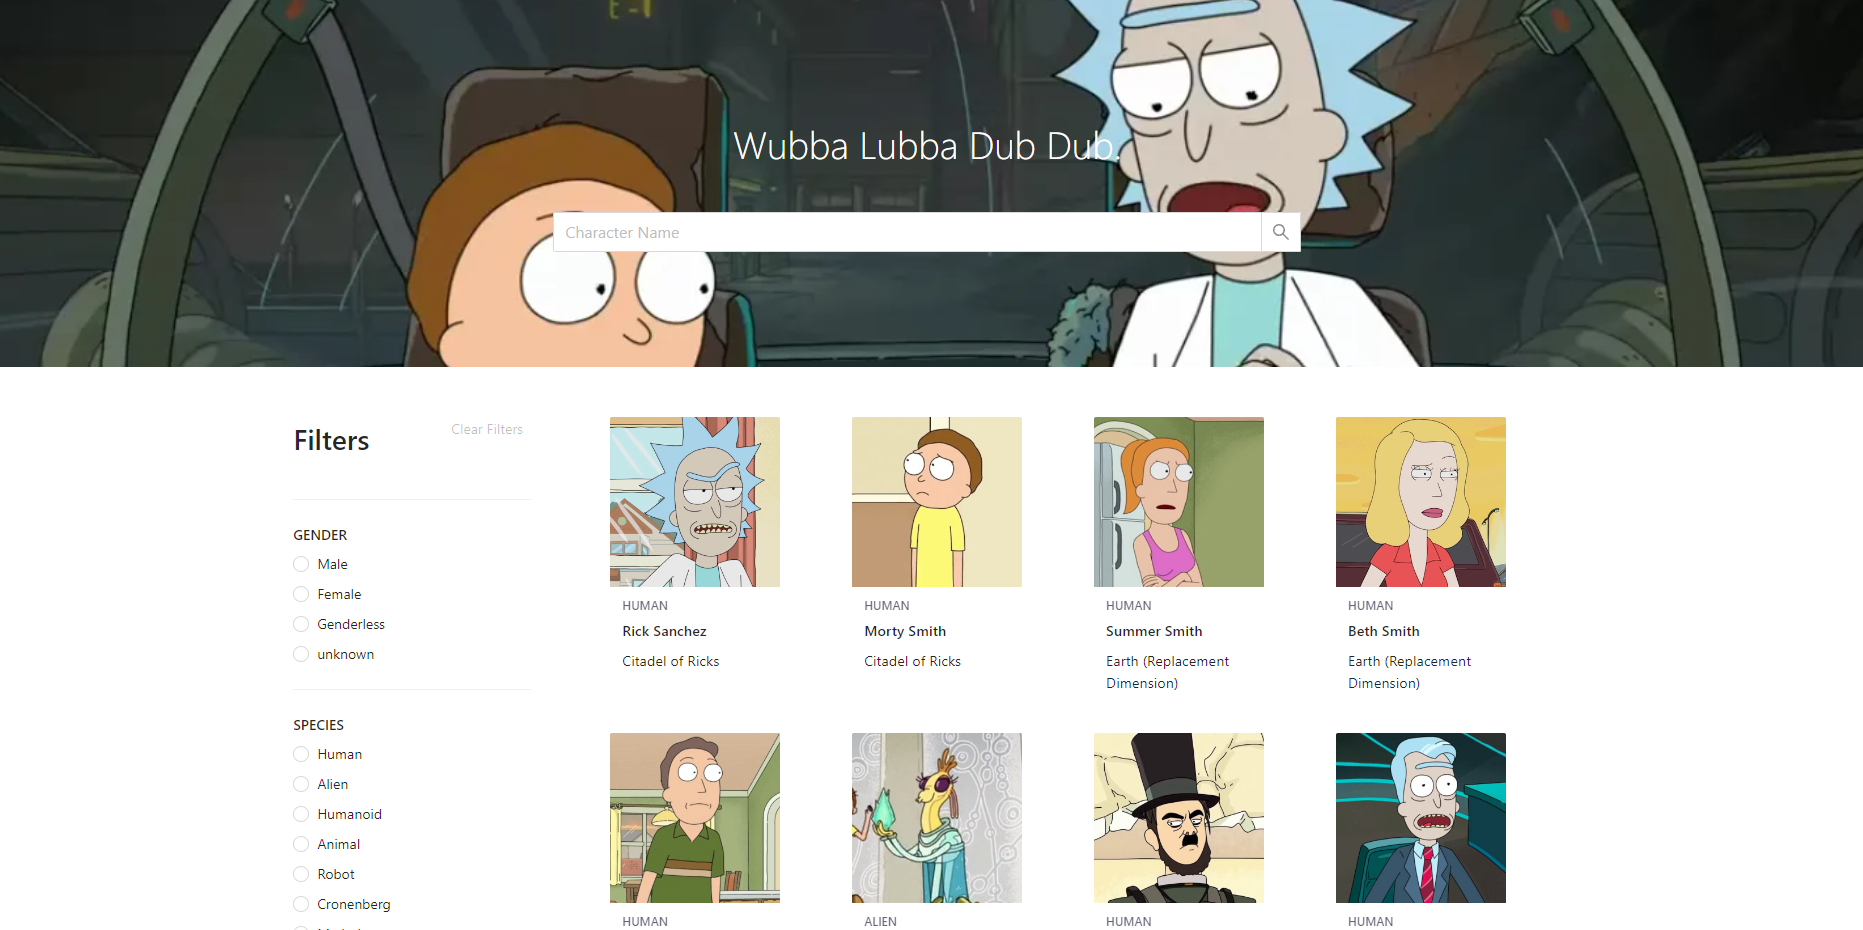 E -
Wubba Lubba Dub Dub.
Character Name
Filters
Clear Filters
GENDER
Male
Female
Genderless
unknown
SPECIES
Human
Alien
Humanoid
Animal
Robot
Cronenberg
HUMAN
Rick Sanchez
Citadel of Ricks
HUMAN
Morty Smith
Citadel of Ricks
HUMAN
Summer Smith
Earth (Replacement
Dimension)
HUMAN
Beth Smith
Earth (Replacement
Dimension)
HUMAN
ALIEN
HUMAN
HUMAN